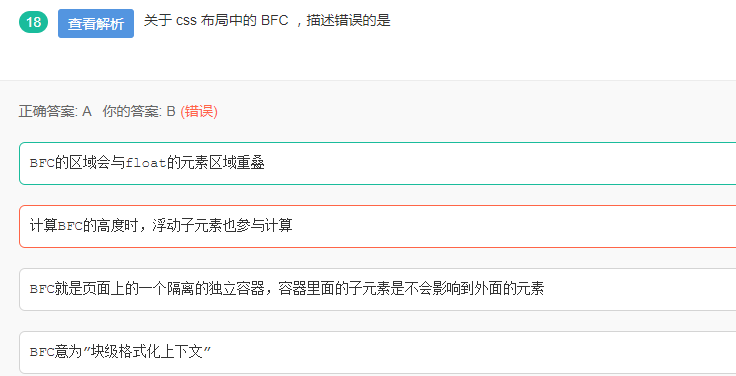 18 查看解析 关于 css 布局中的 BFC ，描述错误的是
正确答案: A 你的答案: B (错误)
BFC的区域会与float的元素区域重叠
计算BFC的高度时，浮动子元素也参与计算
BFC就是页面上的一个隔离的独立容器，容器里面的子元素是不会影响到外面的元素
BFC意为"块级格式化上下文"